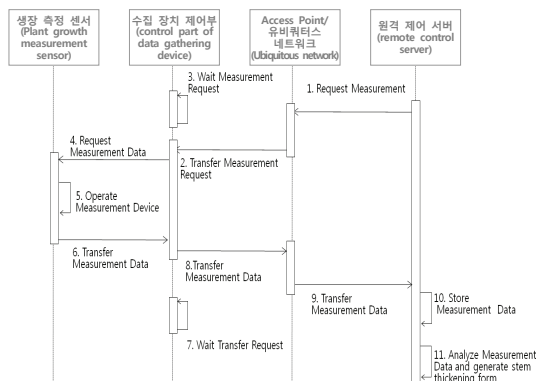 생장 측정 센서
(Plant growth
measurement
sensor)
수집 장치 제어부
(control part of
data gathering
device)
Access Point/
유비쿼터스
네트워크
(Ubiquitous network)
원격 제어 서버
(remote control
server)
3. Wait Measurement
Request
1. Request Measurement
4. Request
Measurement Data
2. Transfer Measurement
Request
5. Operate
Measurement Device
6. Transfer
Measurement Data
8.Transfer
Measurement Data
9. Transfer
Measurement Data
10. Store
Measurement Data
7. Wait Transfer Request
11. Analyze Measurement
Data and generate stem
thickening form